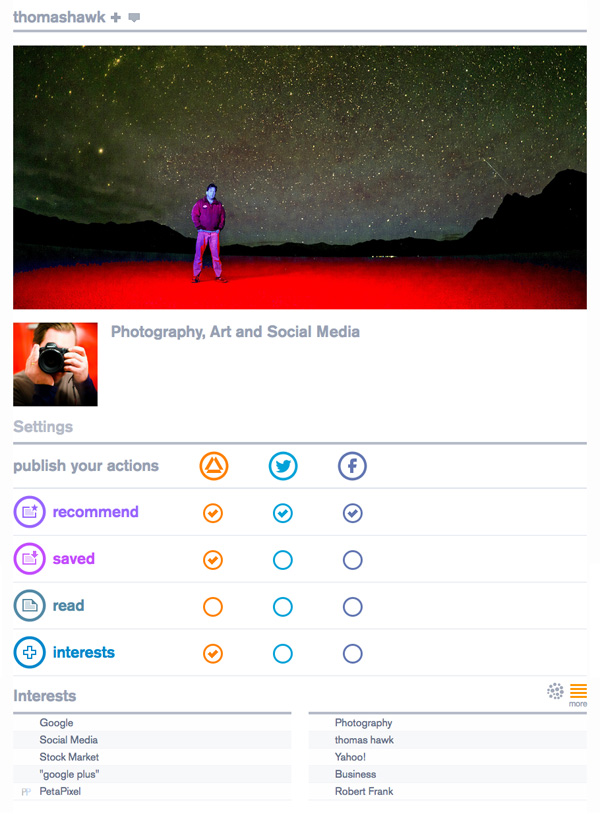 thomashawk
Photography, Art and Social Media
Settings
publish your actions
recommend
saved
read
interests
Interests
more
Google
Social Media
Stock Market
"google plus"
PP PetaPixel
Photography
thomas hawk
Yahoo!
Business
Robert Frank